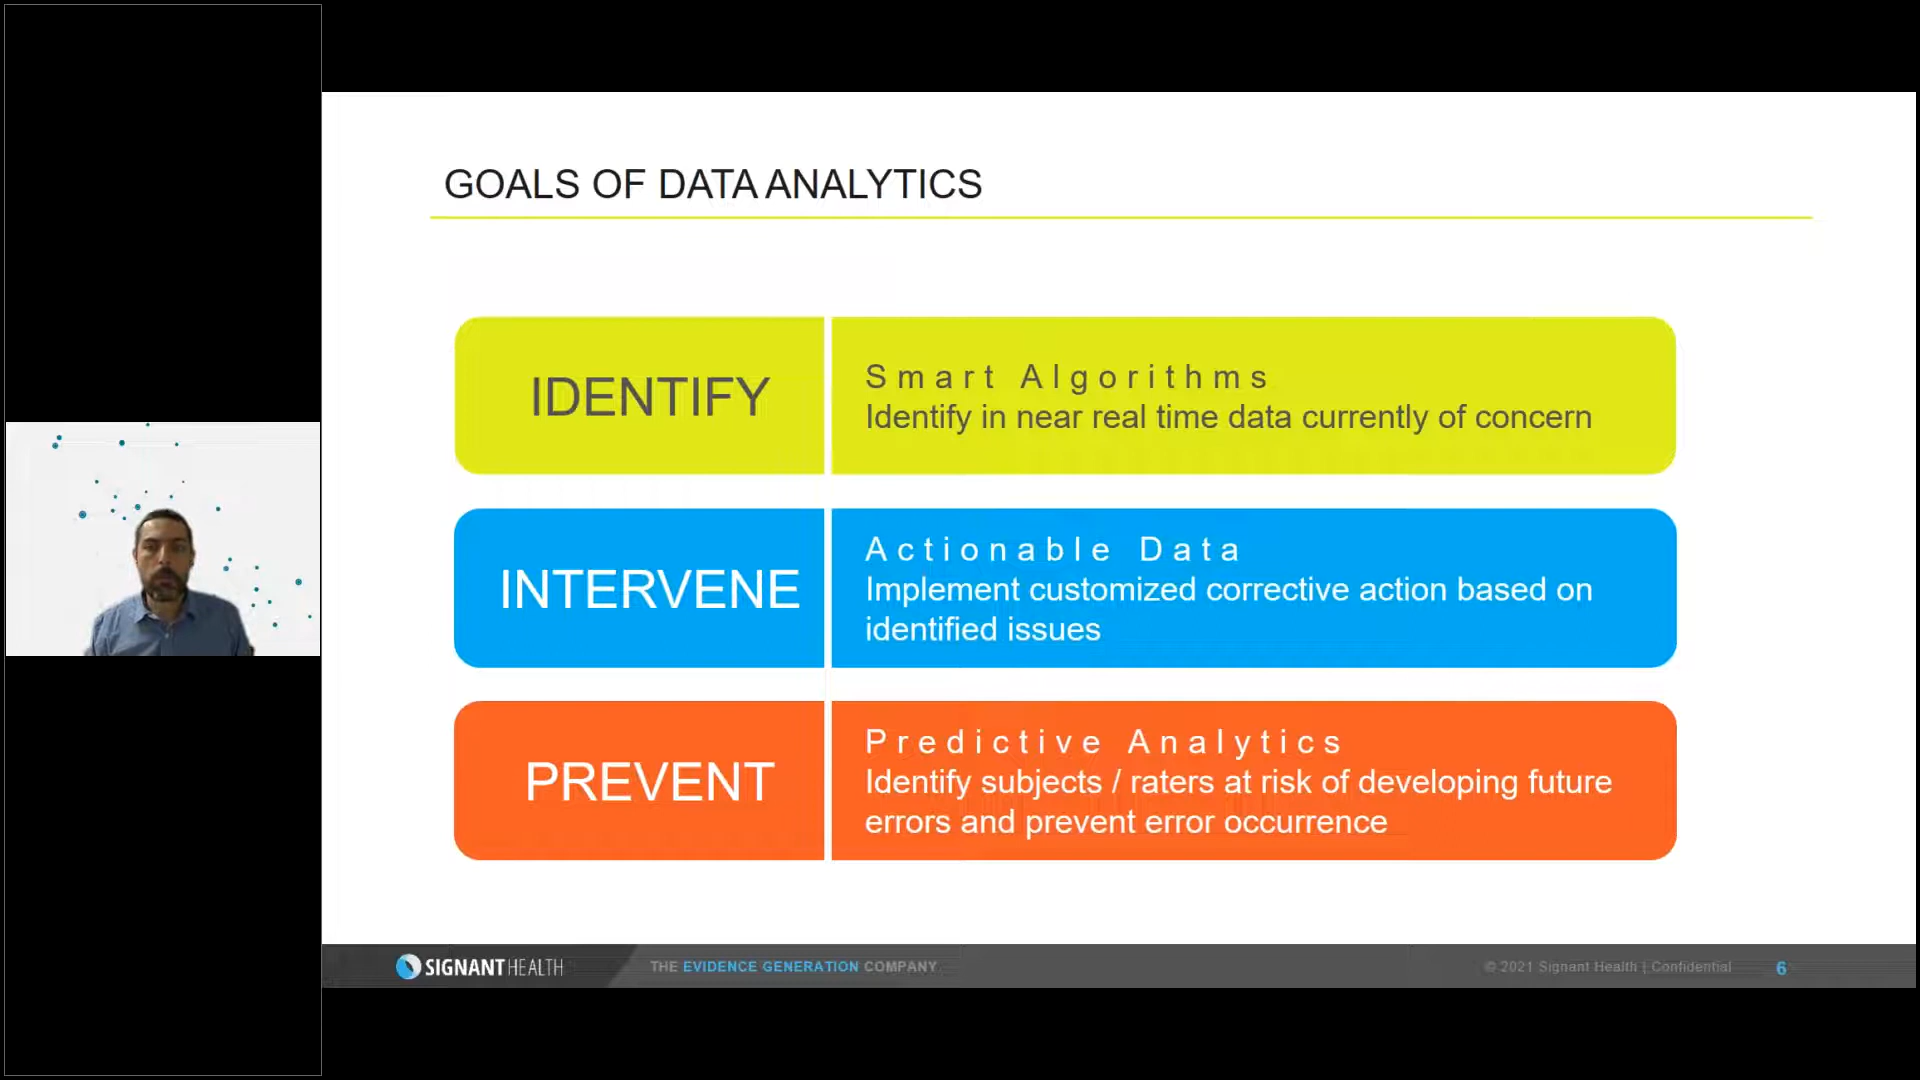 GOALS OF DATA ANALYTICS
IDENTIFY
Smart Algorithms
Identify in near real time data currently of concern
INTERVENE
Actionable Data
Implement customized corrective action based on
identified issues
PREVENT
Predictive Analytics
Identify subjects / raters at risk of developing future
errors and prevent error occurrence
SIGNANT HEALTH
THE EVIDENCE GENERATION COMPANY
© 2021 Signant Health | Confidential
6